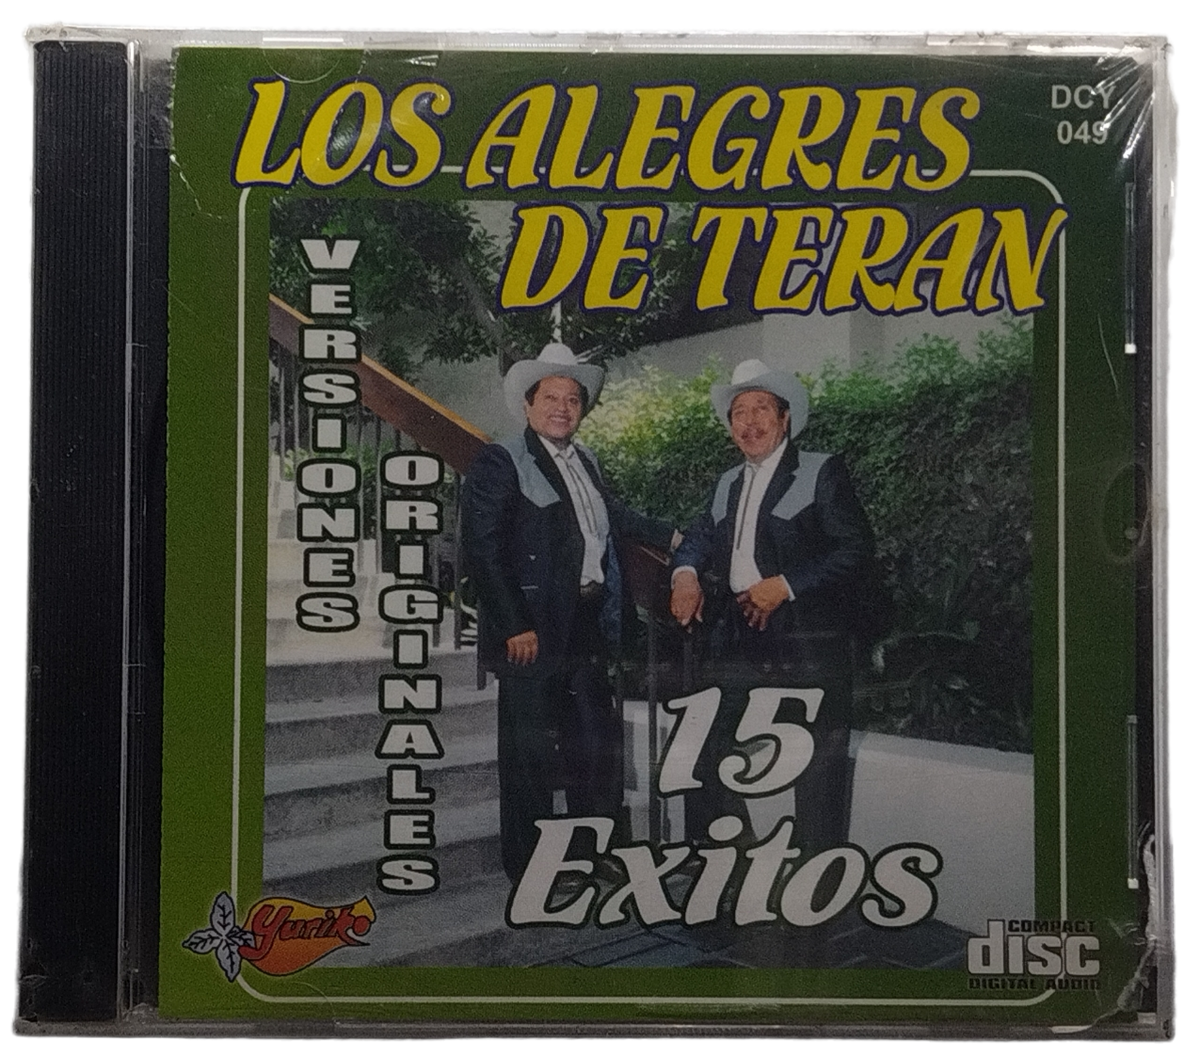 LOS ALEGRES
DE TERAN
DCY
049
VERSIONES
ORIGINALES
15
Exitos
Yuriko
COMPACT
disc
DIGITAL AUDIO